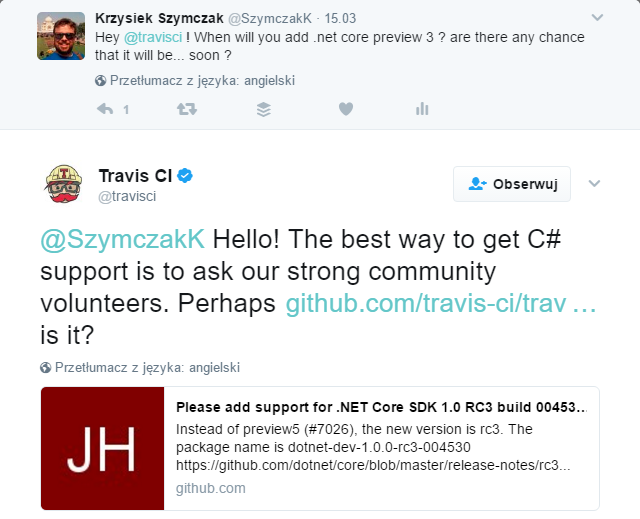 Krzysiek Szymczak @SzymczakK · 15.03
Hey @travisci ! When will you add .net core preview 3 ? are there any chance
that it will be... soon ?
Przetłumacz z języka: angielski
1
Travis CI
@travisci
Obserwuj
@SzymczakK Hello! The best way to get C#
support is to ask our strong community
volunteers. Perhaps github.com/travis-ci/trav …
is it?
Przetłumacz z języka: angielski
JH
Please add support for .NET Core SDK 1.0 RC3 build 00453...
Instead of preview5 (#7026), the new version is rc3. The
package name is dotnet-dev-1.0.0-rc3-004530
https://github.com/dotnet/core/blob/master/release-notes/rc3...
github.com